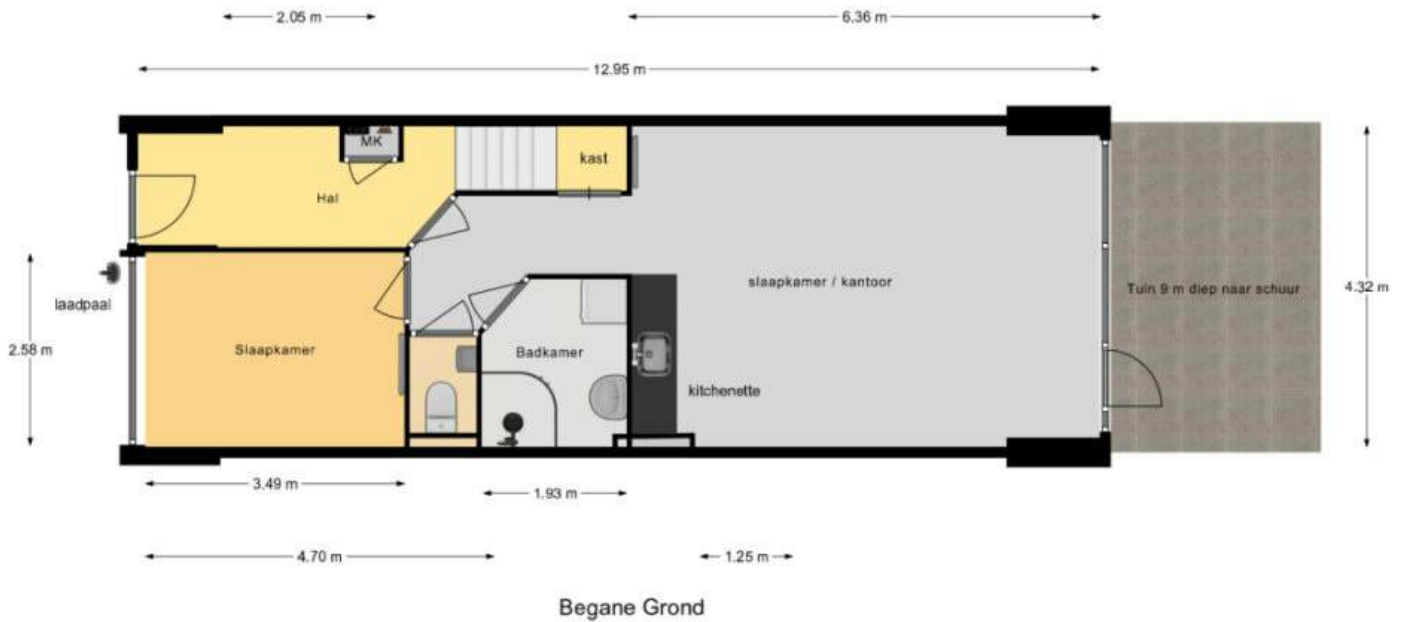 2.05 m
6.36 m
12.95 m
MK
kast
Hal
laadpaal
slaapkamer / kantoor
Tuin 9 m diep naar schuur
4.32 m
2.58 m
Slaapkamer
Badkamer
kitchenette
3.49 m
1.93 m
4.70 m
1.25 m
Begane Grond